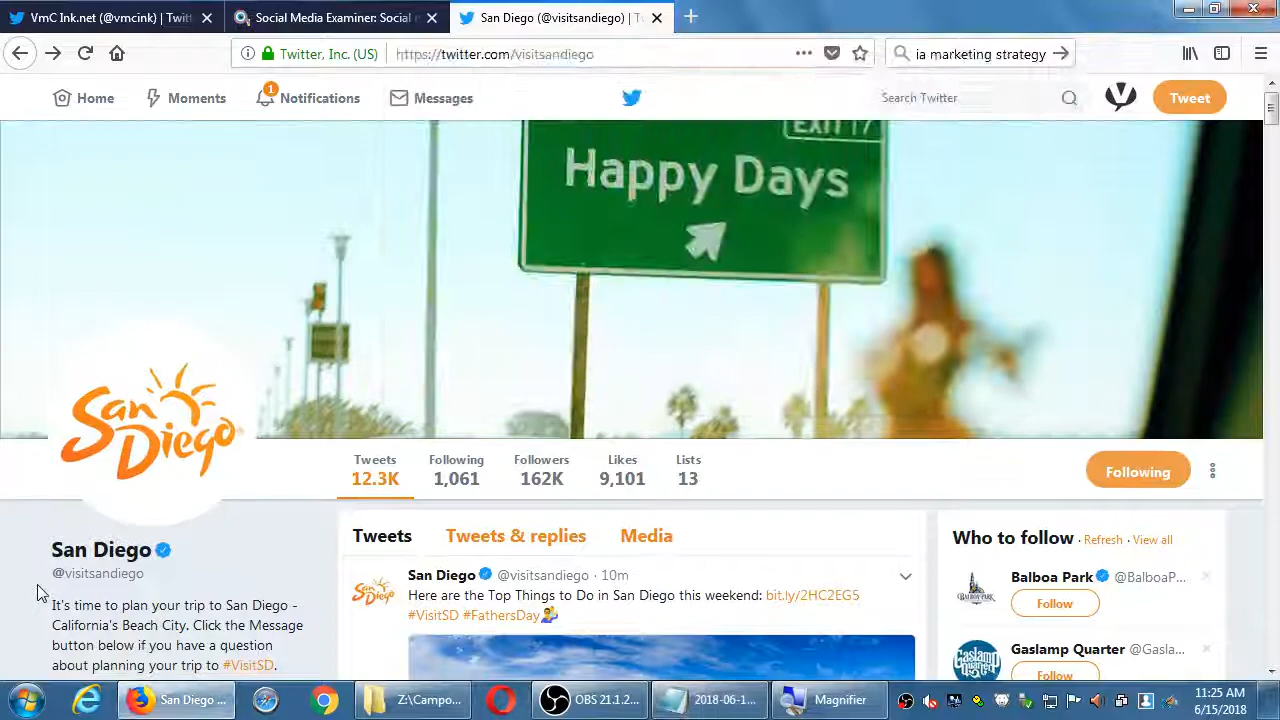 VmC Ink.net (@vmcink) | Twitt
Social Media Examiner: Social m
San Diego (@visitsandiego) | Tw
Twitter, Inc. (US)
https://twitter.com/visitsandiego
ia marketing strategy
Home
Moments
1
Notifications
Messages
Search Twitter
Tweet
EXIT 17
Happy Days
San Diego
Tweets 12.3K
Following 1,061
Followers 162K
Likes 9,101
Lists 13
Following
San Diego
@visitsandiego
It's time to plan your trip to San Diego -
California's Beach City. Click the Message
button below if you have a question
about planning your trip to #VisitSD.
Tweets Tweets & replies Media
San Diego @visitsandiego · 10m
Here are the Top Things to Do in San Diego this weekend: bit.ly/2HC2EG5
#VisitSD #FathersDay
Who to follow · Refresh · View all
Balboa Park @BalboaP...
Follow
Gaslamp Quarter @Gasla...
Follow
GASLAMP QUARTER
San Diego ...
Z:\Campo...
OBS 21.1.2...
2018-06-1...
Magnifier
11:25 AM
6/15/2018